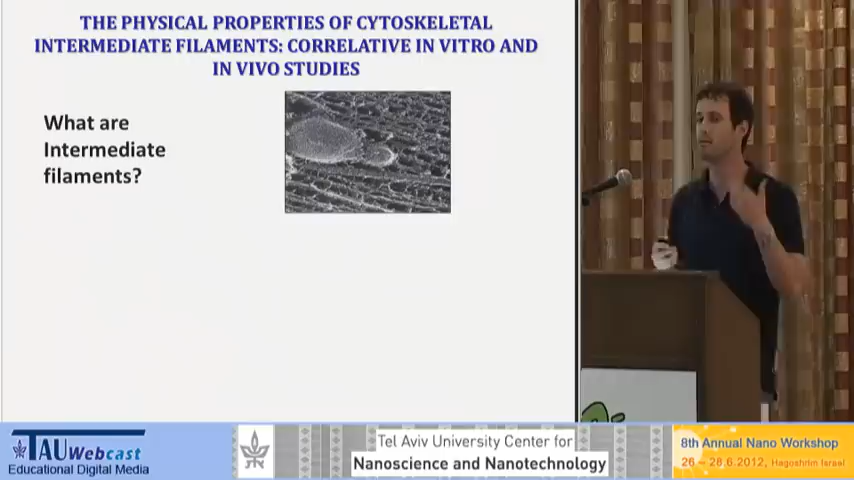 THE PHYSICAL PROPERTIES OF CYTOSKELETAL
INTERMEDIATE FILAMENTS: CORRELATIVE IN VITRO AND
IN VIVO STUDIES
What are
Intermediate
filaments?
TAU Webcast
Educational Digital Media
Tel Aviv University Center for
Nanoscience and Nanotechnology
8th Annual Nano Workshop
26 – 28.6.2012, Hagoshrim Israel